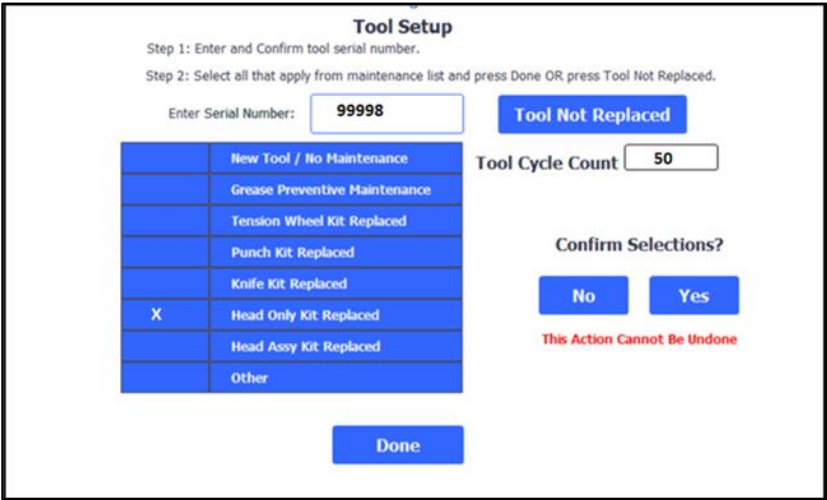 Tool Setup
Step 1: Enter and Confirm tool serial number.
Step 2: Select all that apply from maintenance list and press Done OR press Tool Not Replaced.
Enter Serial Number: 99998 Tool Not Replaced
New Tool / No Maintenance
Tool Cycle Count 50
Grease Preventive Maintenance
Tension Wheel Kit Replaced
Punch Kit Replaced
Knife Kit Replaced
X Head Only Kit Replaced
Head Assy Kit Replaced
Other
Confirm Selections?
No Yes
This Action Cannot Be Undone
Done